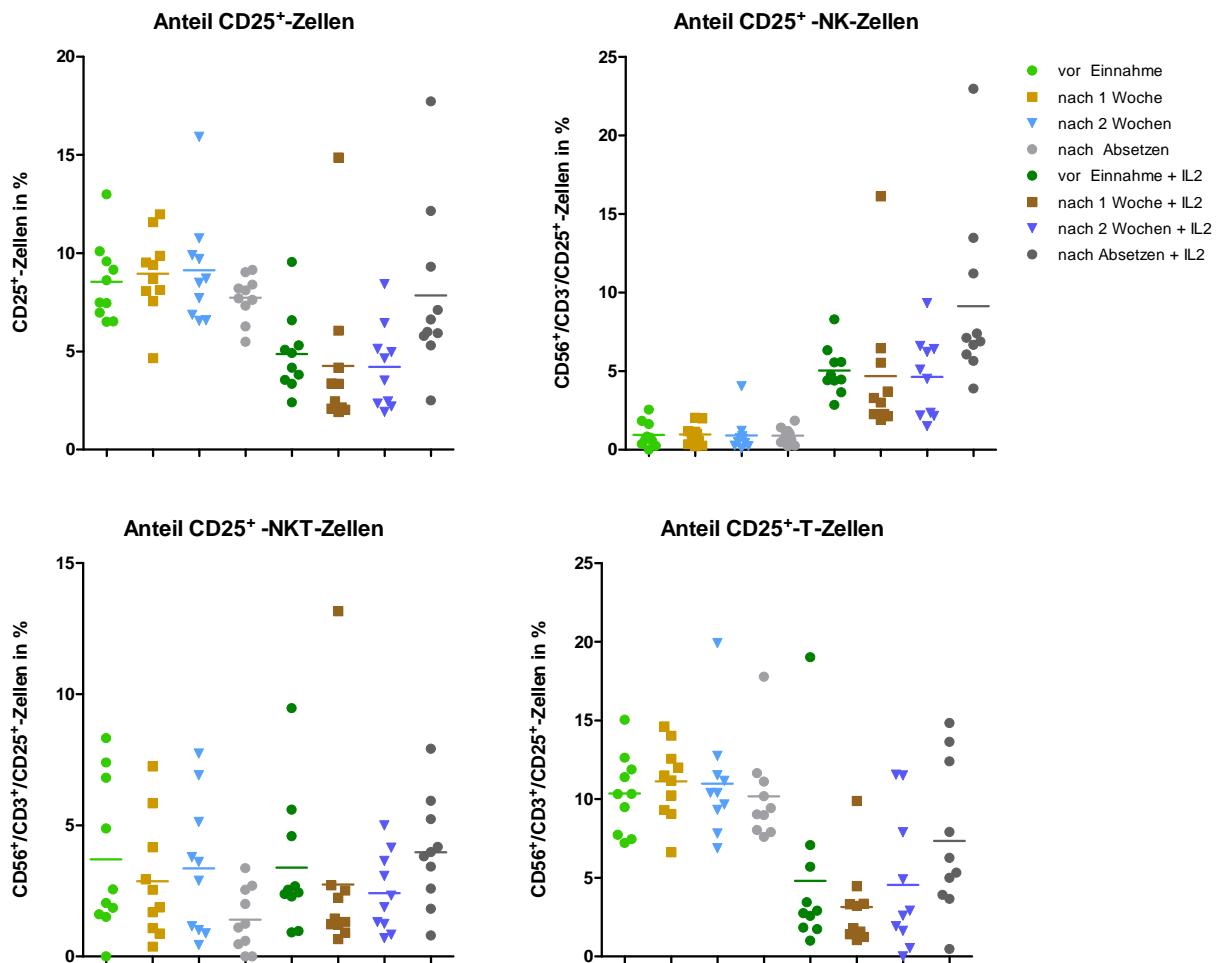 Anteil CD25⁺-Zellen
CD25⁺-Zellen in %
20
15
10
5
0
Anteil CD25⁺ -NK-Zellen
CD56⁺/CD3⁻/CD25⁺-Zellen in %
25
20
15
10
5
0
vor Einnahme
nach 1 Woche
nach 2 Wochen
nach Absetzen
vor Einnahme + IL2
nach 1 Woche + IL2
nach 2 Wochen + IL2
nach Absetzen + IL2
Anteil CD25⁺ -NKT-Zellen
CD56⁺/CD3⁺/CD25⁺-Zellen in %
15
10
5
0
Anteil CD25⁺-T-Zellen
CD56⁺/CD3⁺/CD25⁺-Zellen in %
25
20
15
10
5
0